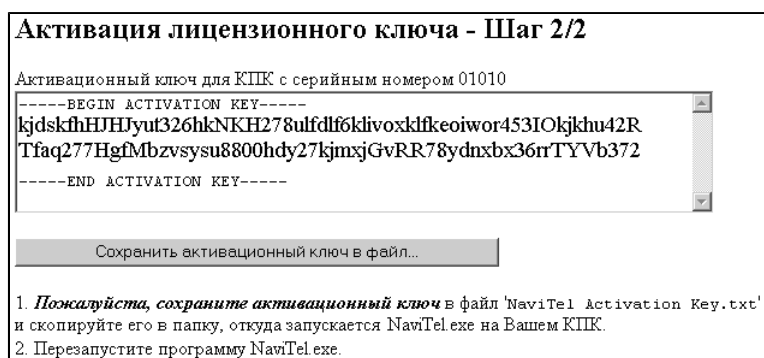 Активация лицензионного ключа - Шаг 2/2
Активационный ключ для КПК с серийным номером 01010
-----BEGIN ACTIVATION KEY-----
kjdskfhHJHJyut326hkNKH278ulfdlf6klivoxklfkeoiwor453IOkjkhu42R
Tfaq277HgfMbzvsysu8800hdy27kjmxjGvRR78ydnxbx36rrTYVb372
-----END ACTIVATION KEY-----
Сохранить активационный ключ в файл...
1. Пожалуйста, сохраните активационный ключ в файл 'NaviTel Activation Key.txt'
и скопируйте его в папку, откуда запускается NaviTel.exe на Вашем КПК.
2. Перезапустите программу NaviTel.exe.